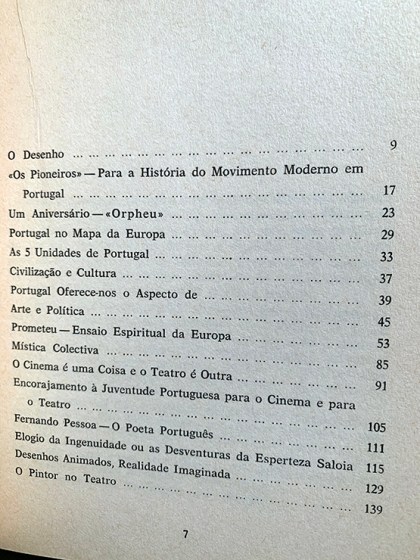 O Desenho ... ... ... ... ... ... ... ... ... ... ... ... ... ... ... 9
«Os Pioneiros» — Para a História do Movimento Moderno em
Portugal ... ... ... ... ... ... ... ... ... ... ... ... ... ... 17
Um Aniversário — «Orpheu» ... ... ... ... ... ... ... ... ... ... 23
Portugal no Mapa da Europa ... ... ... ... ... ... ... ... ... ... 29
As 5 Unidades de Portugal ... ... ... ... ... ... ... ... ... ... 33
Civilização e Cultura ... ... ... ... ... ... ... ... ... ... ... 37
Portugal Oferece-nos o Aspecto de ... ... ... ... ... ... ... ... 39
Arte e Política ... ... ... ... ... ... ... ... ... ... ... ... ... 45
Prometeu — Ensaio Espiritual da Europa ... ... ... ... ... ... 53
Mística Colectiva ... ... ... ... ... ... ... ... ... ... ... ... 85
O Cinema é uma Coisa e o Teatro é Outra ... ... ... ... ... ... 91
Encorajamento à Juventude Portuguesa para o Cinema e para
o Teatro ... ... ... ... ... ... ... ... ... ... ... ... ... ... 105
Fernando Pessoa — O Poeta Português ... ... ... ... ... ... ... 111
Elogio da Ingenuidade ou as Desventuras da Esperteza Saloia 115
Desenhos Animados, Realidade Imaginada ... ... ... ... ... ... 129
O Pintor no Teatro ... ... ... ... ... ... ... ... ... ... ... ... 139
7